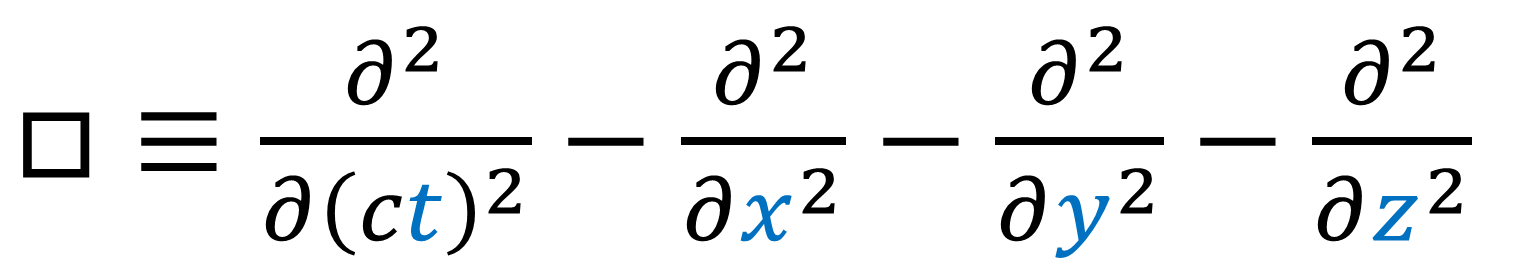 □ ≡ ∂²/∂(ct)² − ∂²/∂x² − ∂²/∂y² − ∂²/∂z²